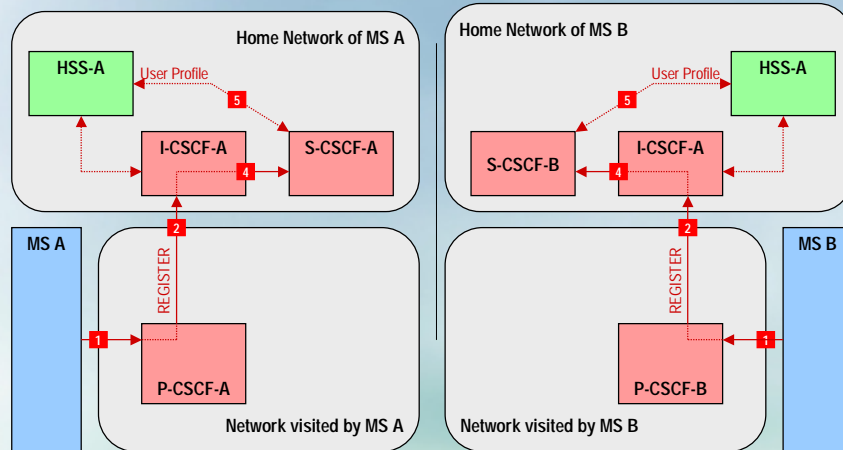 Home Network of MS A
HSS-A
User Profile
5
I-CSCF-A
4
S-CSCF-A
2
MS A
REGISTER
1
P-CSCF-A
Network visited by MS A
Home Network of MS B
HSS-A
User Profile
5
S-CSCF-B
4
I-CSCF-A
2
MS B
REGISTER
1
P-CSCF-B
Network visited by MS B